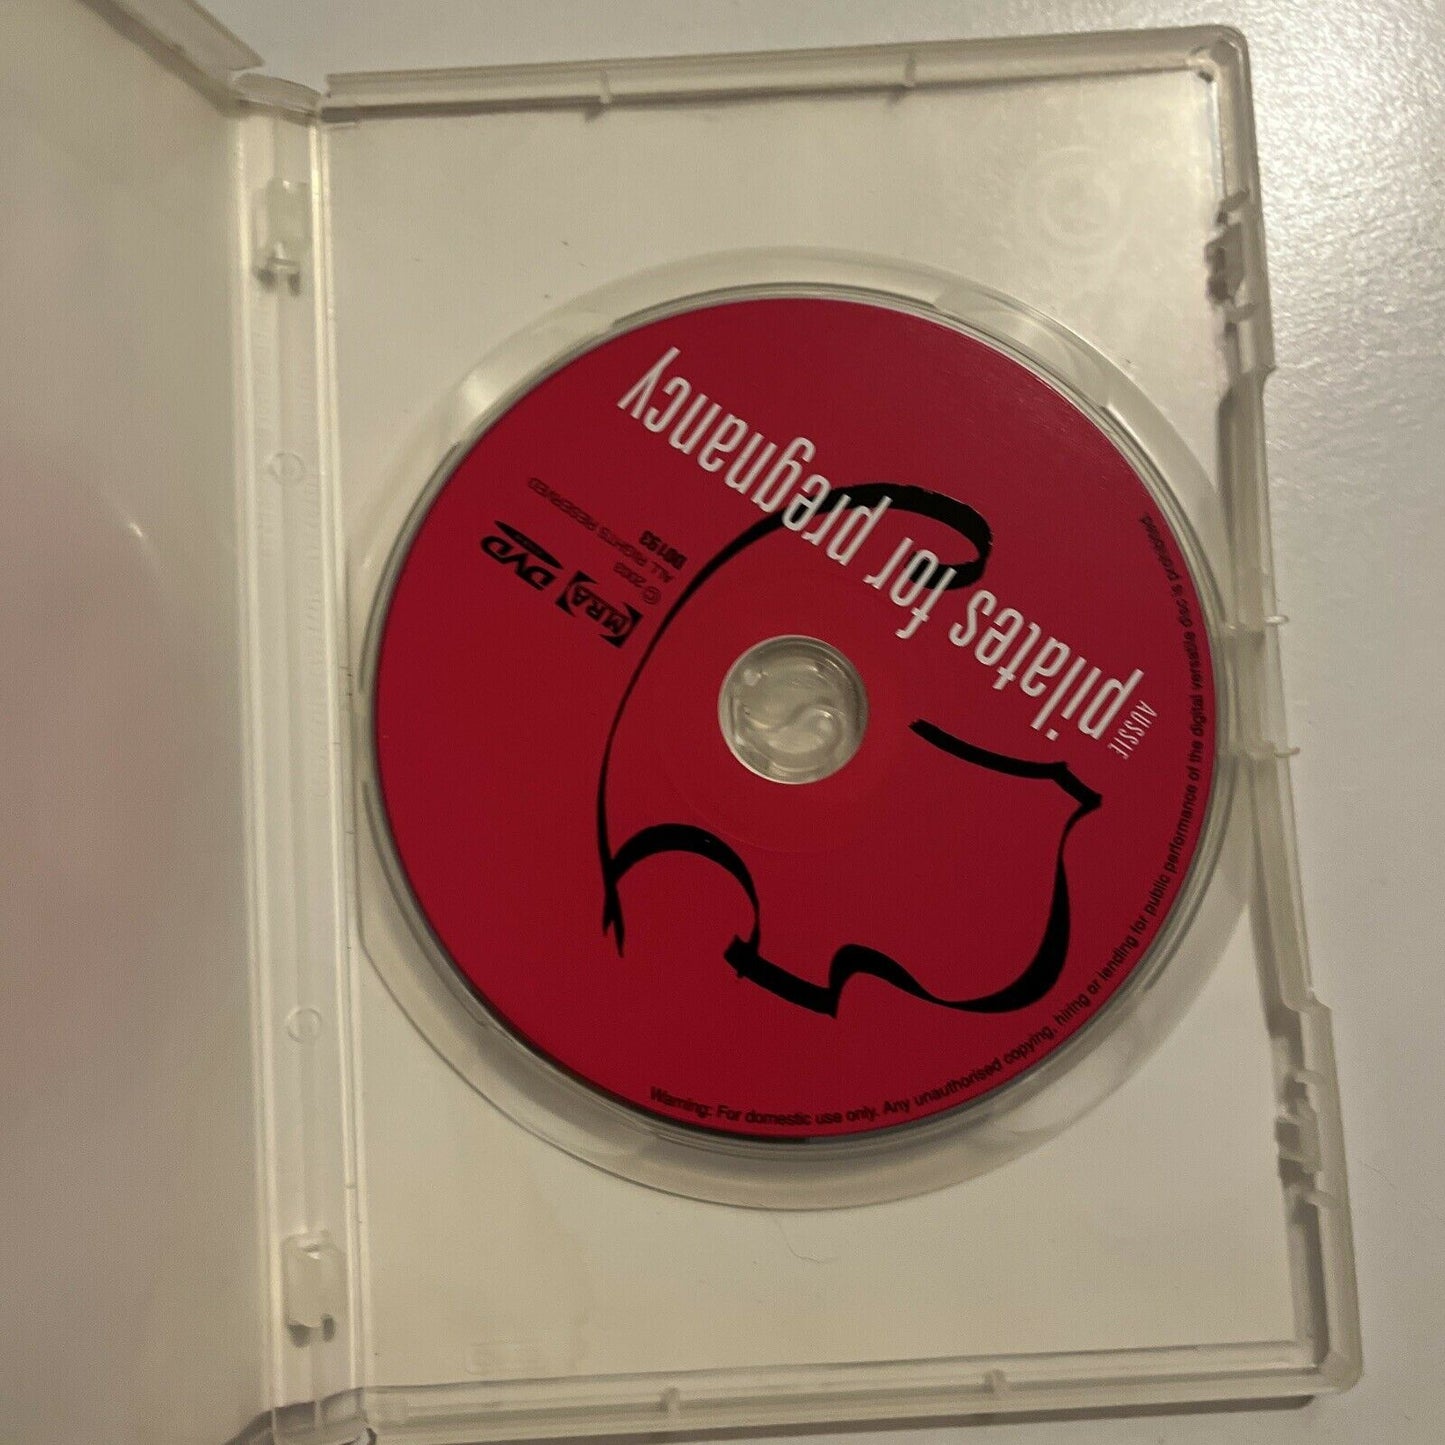 AUSSIE
pilates for pregnancy
MRA
DVD
© 2003
ALL RIGHTS RESERVED
Warning: For domestic use only. Any unauthorised copying, hiring or lending for public performance of the digital versatile disc is prohibited.